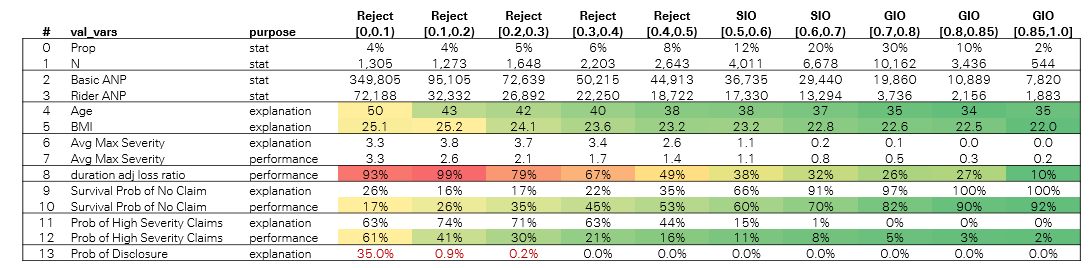 Reject Reject Reject Reject Reject SIO SIO GIO GIO GIO
# val_vars purpose [0,0.1) [0.1,0.2) [0.2,0.3) [0.3,0.4) [0.4,0.5) [0.5,0.6) [0.6,0.7) [0.7,0.8) [0.8,0.85) [0.85,1.0]
0 Prop stat 4% 4% 5% 6% 8% 12% 20% 30% 10% 2%
1 N stat 1,305 1,273 1,648 2,203 2,643 4,011 6,678 10,162 3,436 544
2 Basic ANP stat 349,805 95,105 72,639 50,215 44,913 36,735 29,440 19,860 10,889 7,820
3 Rider ANP stat 72,188 32,332 26,892 22,250 18,722 17,330 13,294 3,736 2,156 1,883
4 Age explanation 50 43 42 40 38 38 37 35 34 35
5 BMI explanation 25.1 25.2 24.1 23.6 23.2 23.2 22.8 22.6 22.5 22.0
6 Avg Max Severity explanation 3.3 3.8 3.7 3.4 2.6 1.1 0.2 0.1 0.0 0.0
7 Avg Max Severity performance 3.3 2.6 2.1 1.7 1.4 1.1 0.8 0.5 0.3 0.2
8 duration adj loss ratio performance 93% 99% 79% 67% 49% 38% 32% 26% 27% 10%
9 Survival Prob of No Claim explanation 26% 16% 17% 22% 35% 66% 91% 97% 100% 100%
10 Survival Prob of No Claim performance 17% 26% 35% 45% 53% 60% 70% 82% 90% 92%
11 Prob of High Severity Claims explanation 63% 74% 71% 63% 44% 15% 1% 0% 0% 0%
12 Prob of High Severity Claims performance 61% 41% 30% 21% 16% 11% 8% 5% 3% 2%
13 Prob of Disclosure explanation 35.0% 0.9% 0.2% 0.0% 0.0% 0.0% 0.0% 0.0% 0.0% 0.0%